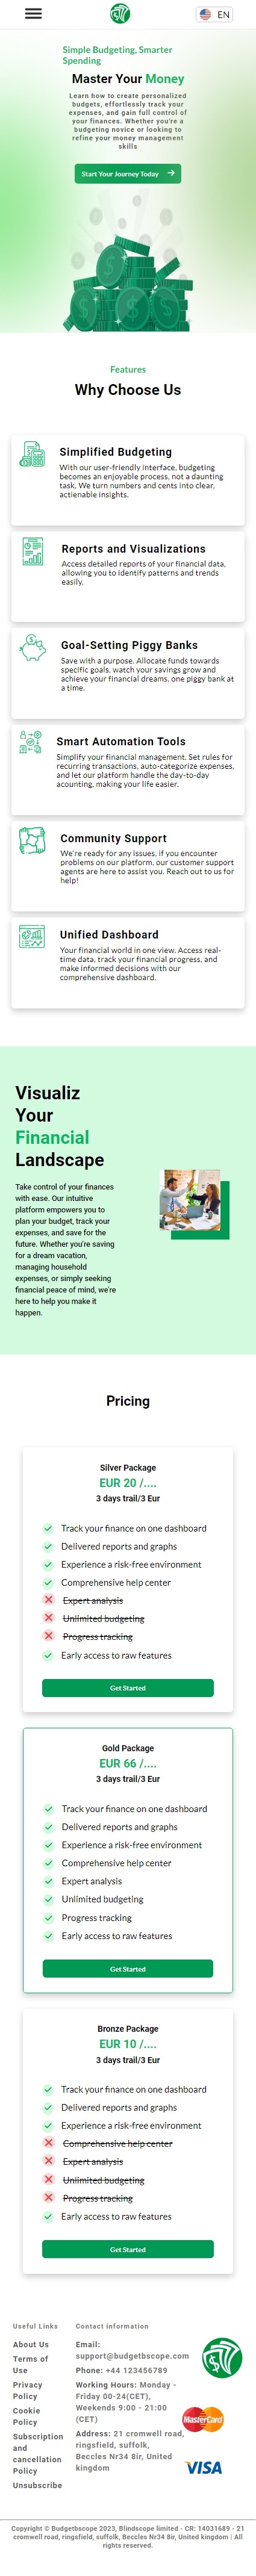 EN
Simple Budgeting, Smarter
Spending
Master Your Money
Learn how to create personalized
budgets, effortlessly track your
expenses, and gain full control of
your finances. Whether you're a
budgeting novice or looking to
refine your money management
skills
Start Your Journey Today
Features
Why Choose Us
Simplified Budgeting
With our user-friendly interface, budgeting
becomes an enjoyable process, not a daunting
task, We turn numbers and cents into clear,
actienable insights.
Reports and Visualizations
Access detailed reports of your financial data,
allowing you to identify patterns and trends
easily.
Goal-Setting Piggy Banks
Save with a purpose. Allocate funds towards
specific goals, watch your savings grow and
achieve your financial dreams, one piggy bank at
a time.
Smart Automation Tools
Simplify your financial management. Set rules for
recurring transactions, auto-categorize expenses,
and let our platform handle the day-to-day
acounting, making your life easier.
Community Support
We're ready for any issues, if you encounter
problems on our platform, our customer support
agents are here to assist you. Reach out to us for
help!
Unified Dashboard
Your financial world in one view. Access real-
time data, track your financial progress, and
make informed decisions with our
comprehensive dashboard.
Visualiz
Your
Financial
Landscape
Take control of your finances
with ease. Our intuitive
platform empowers you to
plan your budget, track your
expenses, and save for the
future. Whether you're saving
for a dream vacation,
managing household
expenses, or simply seeking
financial peace of mind, we're
here to help you make it
happen.
Pricing
Silver Package
EUR 20 /....
3 days trail/3 Eur
Track your finance on one dashboard
Delivered reports and graphs
Experience a risk-free environment
Comprehensive help center
Expert analysis
Unlimited budgeting
Progress tracking
Early access to raw features
Get Started
Gold Package
EUR 66 /....
3 days trail/3 Eur
Track your finance on one dashboard
Delivered reports and graphs
Experience a risk-free environment
Comprehensive help center
Expert analysis
Unlimited budgeting
Progress tracking
Early access to raw features
Get Started
Bronze Package
EUR 10 /....
3 days trail/3 Eur
Track your finance on one dashboard
Delivered reports and graphs
Experience a risk-free environment
Comprehensive help center
Expert analysis
Unlimited budgeting
Progress tracking
Early access to raw features
Get Started
Useful Links
About Us
Terms of
Use
Privacy
Policy
Cookie
Policy
Subscription
and
cancellation
Policy
Unsubscribe
Contact information
Email:
support@budgetbscope.com
Phone: +44 123456789
Working Hours: Monday -
Friday 00-24(CET),
Weekends 9:00 - 21:00
(CET)
Address: 21 cromwell road,
ringsfield, suffolk,
Beccles Nr34 8ir, United
kingdom
MasterCard
VISA
Copyright © Budgettscope 2023, Blindscope limited - CR: 14031689 - 21
cromwell road, ringsfield, suffolk, Beccles Nr34 8ir, United kingdom | All
rights reserved.